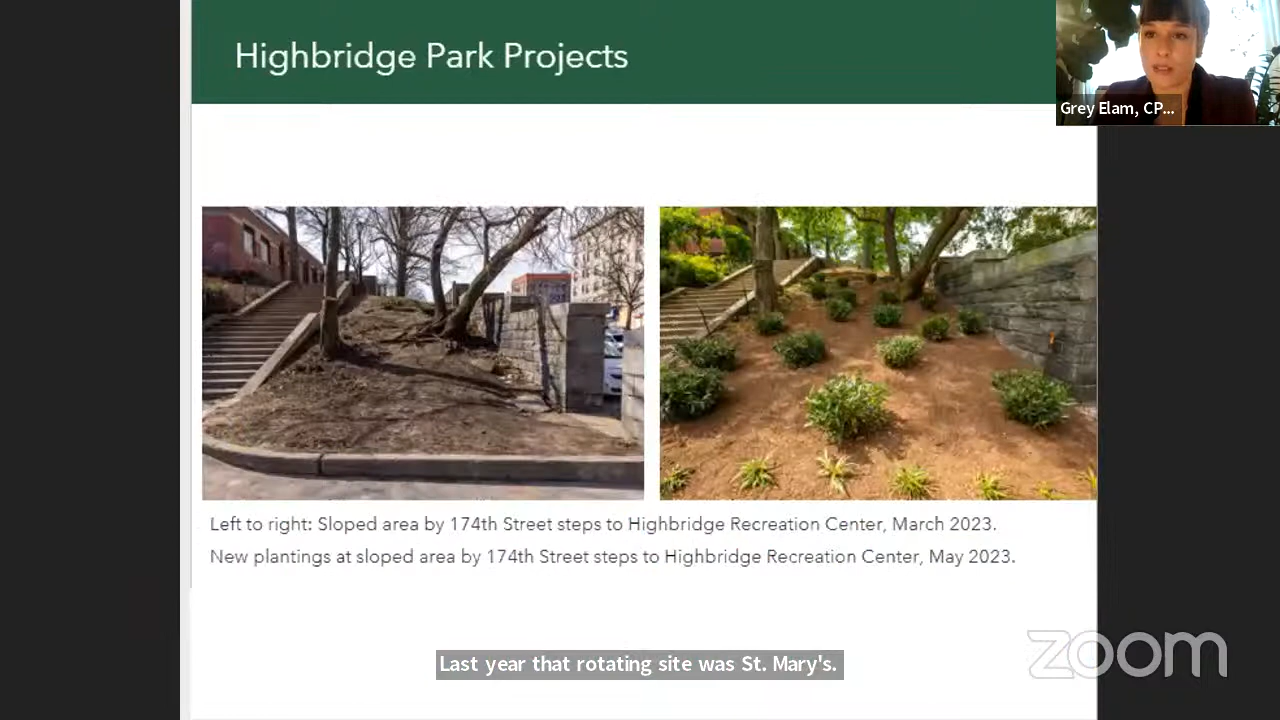 Highbridge Park Projects
Grey Elam, CP...
Left to right: Sloped area by 174th Street steps to Highbridge Recreation Center, March 2023.
New plantings at sloped area by 174th Street steps to Highbridge Recreation Center, May 2023.
Last year that rotating site was St. Mary's.
zoom